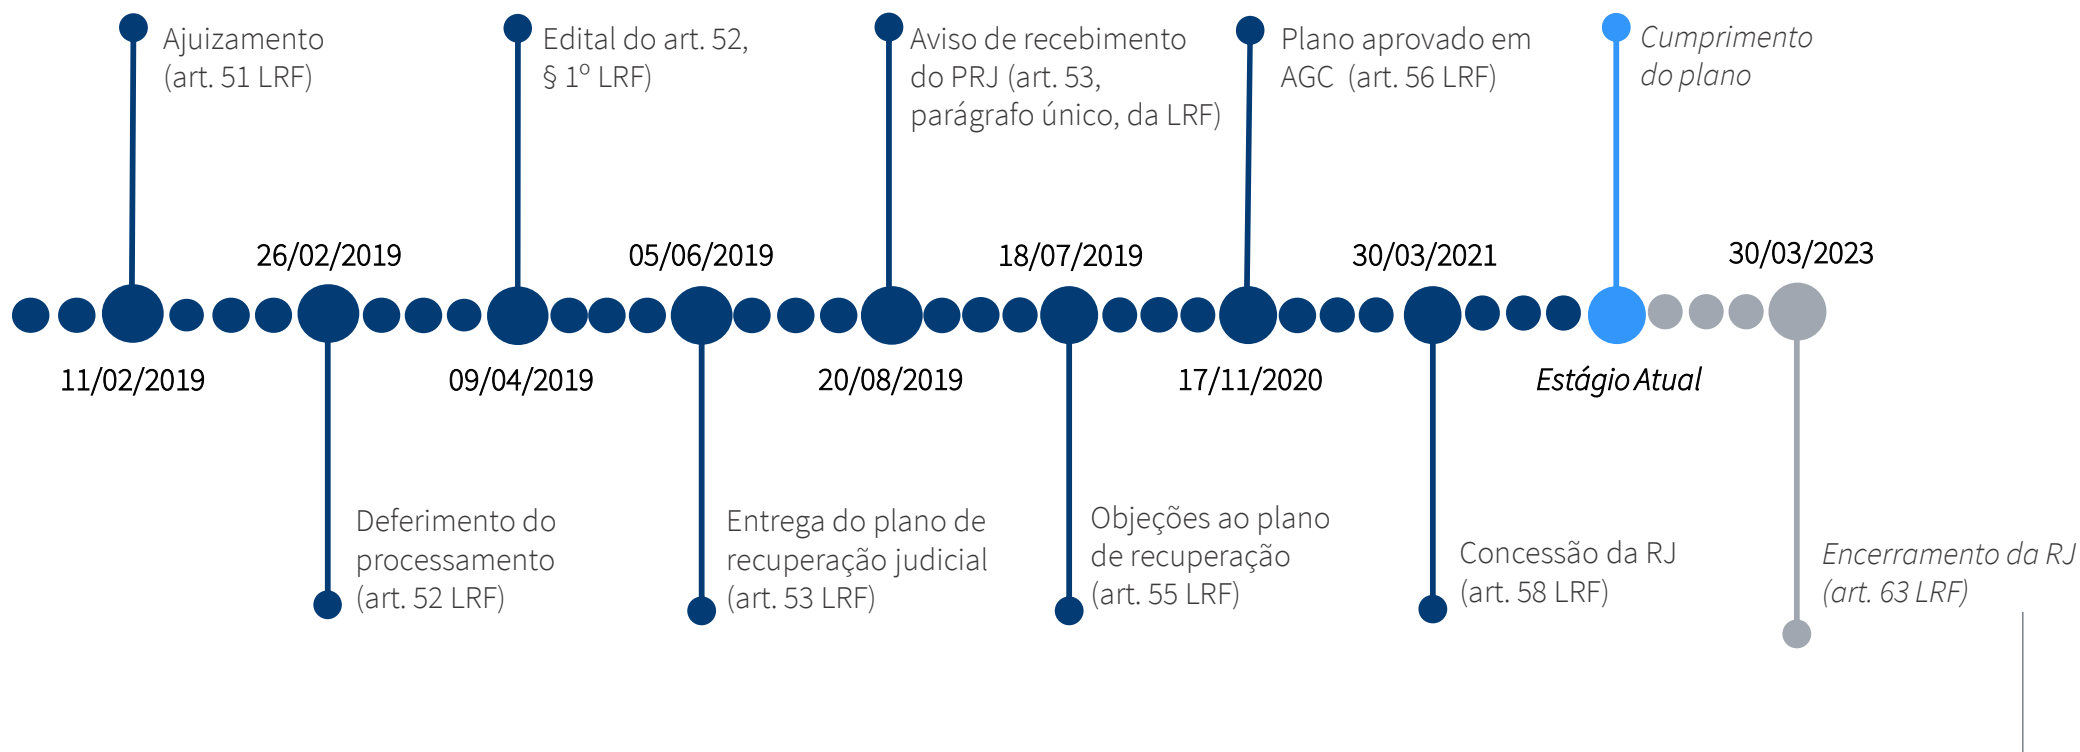 Ajuizamento
(art. 51 LRF)
Edital do art. 52,
§ 1º LRF)
Aviso de recebimento
do PRJ (art. 53,
parágrafo único, da LRF)
Plano aprovado em
AGC (art. 56 LRF)
Cumprimento
do plano
26/02/2019
05/06/2019
18/07/2019
30/03/2021
30/03/2023
11/02/2019
09/04/2019
20/08/2019
17/11/2020
Estágio Atual
Deferimento do
processamento
(art. 52 LRF)
Entrega do plano de
recuperação judicial
(art. 53 LRF)
Objeções ao plano
de recuperação
(art. 55 LRF)
Concessão da RJ
(art. 58 LRF)
Encerramento da RJ
(art. 63 LRF)